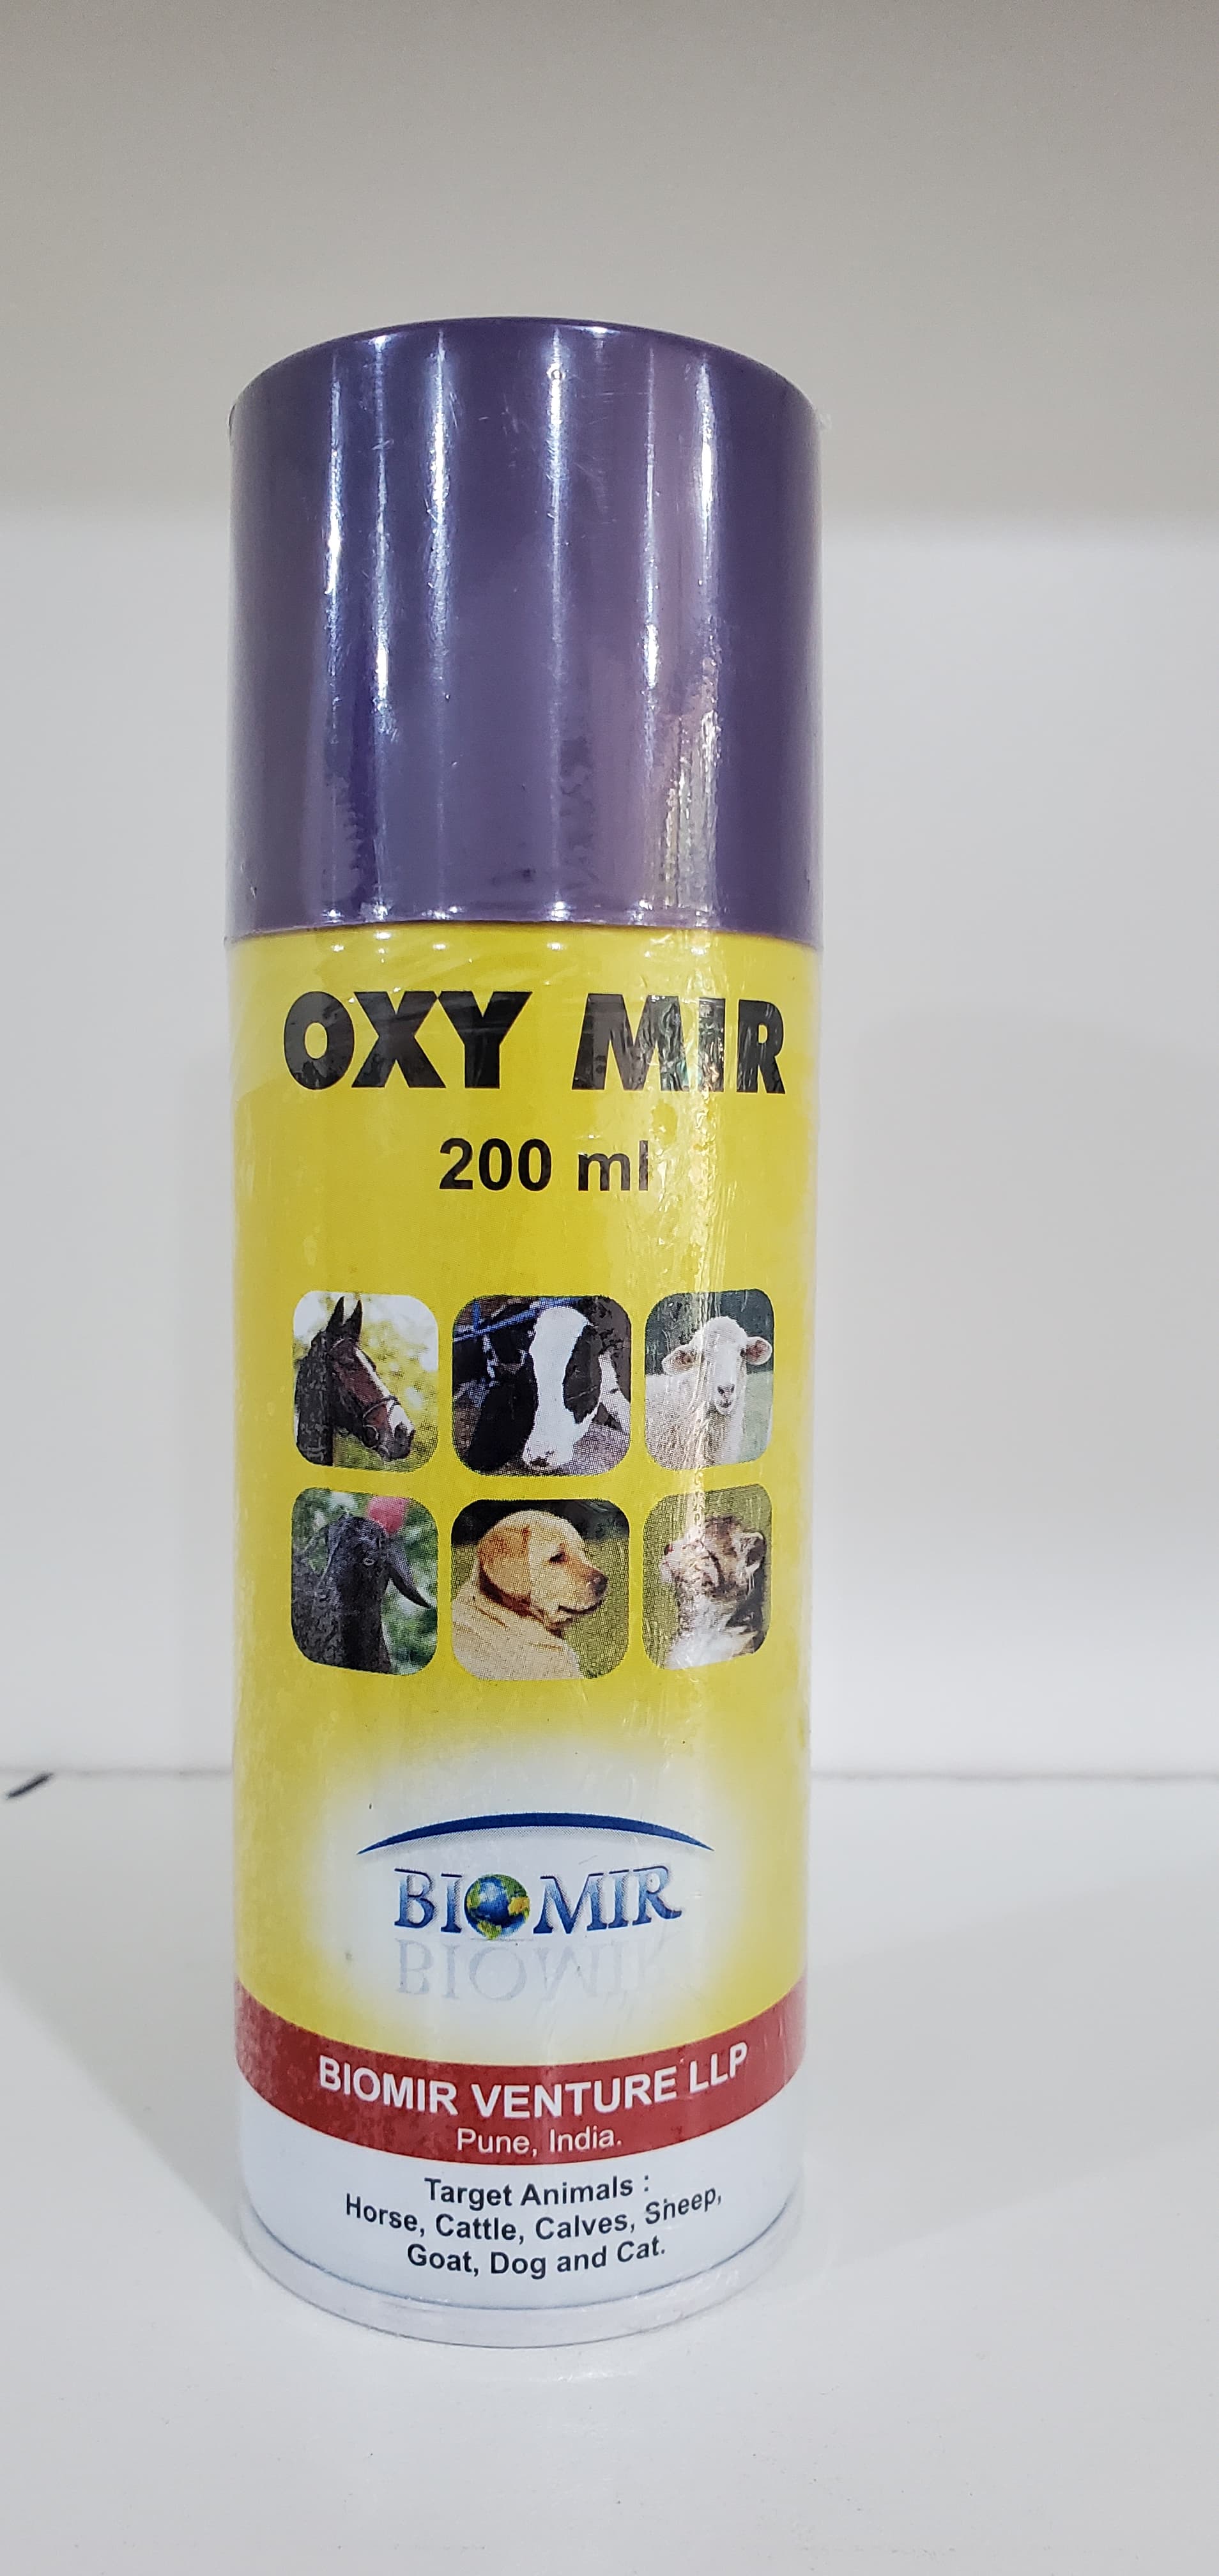 OXY MIR
200 ml
BIOMIR
BIOMIR VENTURE LLP
Pune, India.
Target Animals :
Horse, Cattle, Calves, Sheep,
Goat, Dog and Cat.